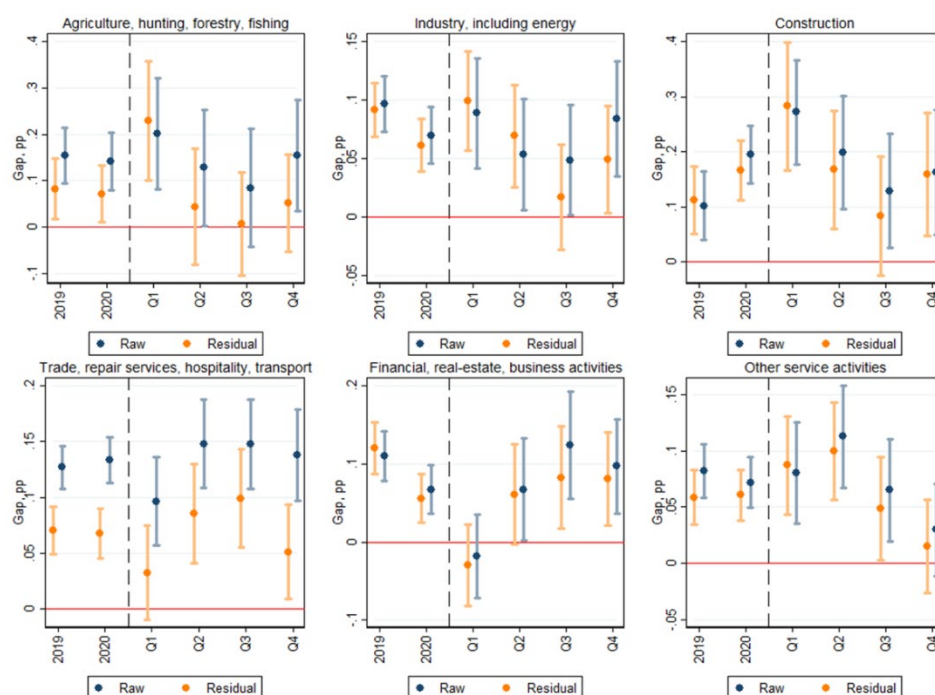 Agriculture, hunting, forestry, fishing
Gap, pp
.4
.3
.2
.1
0
-.1
2019
2020
Q1
Q2
Q3
Q4
Raw
Residual
Industry, including energy
Gap, pp
.15
.1
.05
0
-.05
2019
2020
Q1
Q2
Q3
Q4
Raw
Residual
Construction
Gap, pp
.4
.3
.2
.1
0
2019
2020
Q1
Q2
Q3
Q4
Raw
Residual
Trade, repair services, hospitality, transport
Gap, pp
.2
.15
.1
.05
0
2019
2020
Q1
Q2
Q3
Q4
Raw
Residual
Financial, real-estate, business activities
Gap, pp
.2
.1
0
-.1
2019
2020
Q1
Q2
Q3
Q4
Raw
Residual
Other service activities
Gap, pp
.15
.1
.05
0
-.05
2019
2020
Q1
Q2
Q3
Q4
Raw
Residual